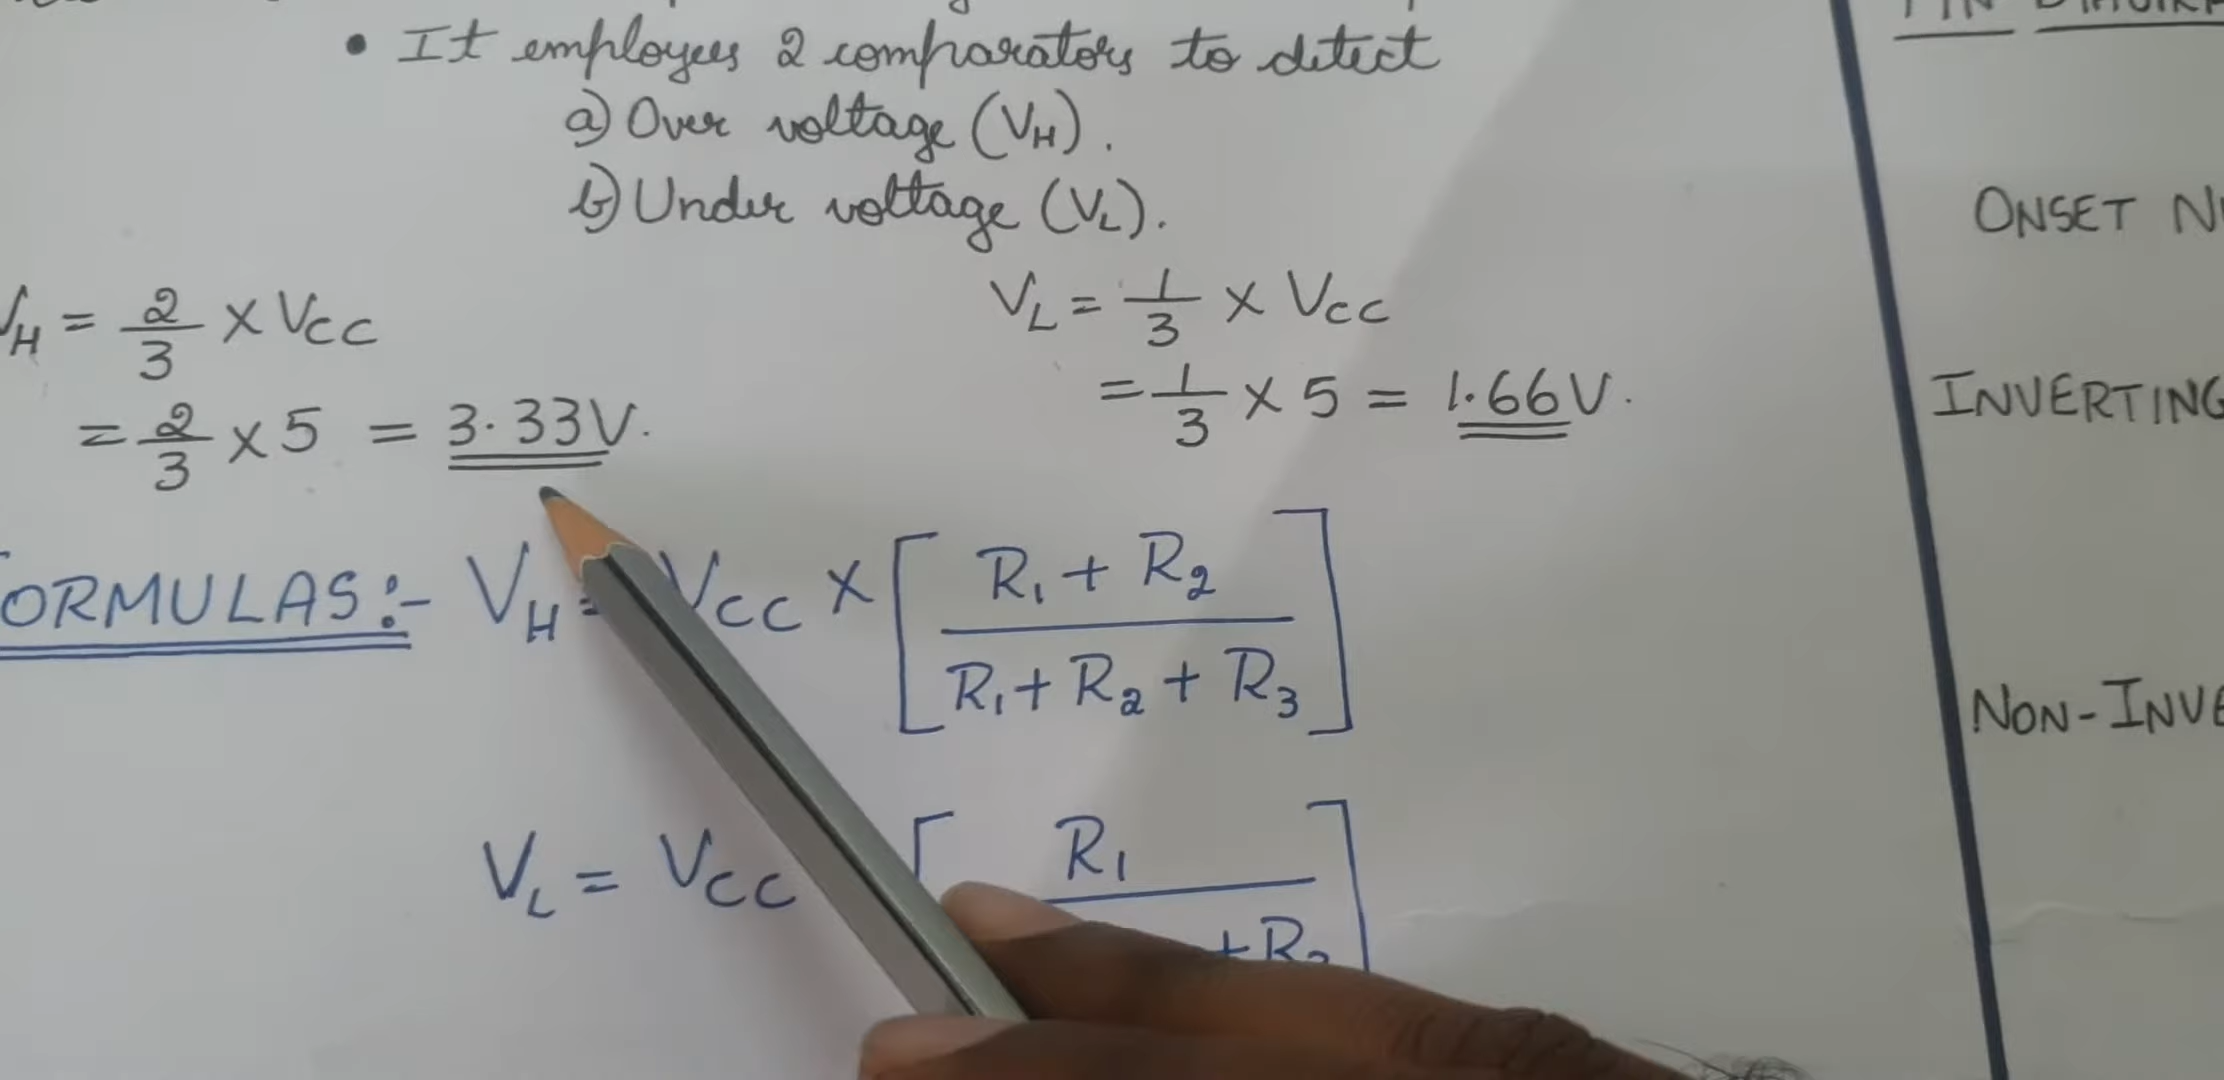 • It employees 2 comparators to detect
a) Over voltage (VH).
b) Under voltage (VL).
VH = 2/3 × VCC
= 2/3 × 5 = 3.33V.
VL = 1/3 × VCC
= 1/3 × 5 = 1.66V.
FORMULAS:- VH = VCC × [R1 + R2 / R1 + R2 + R3]
VL = VCC [R1 / +R3]
ONSET
INVERTING